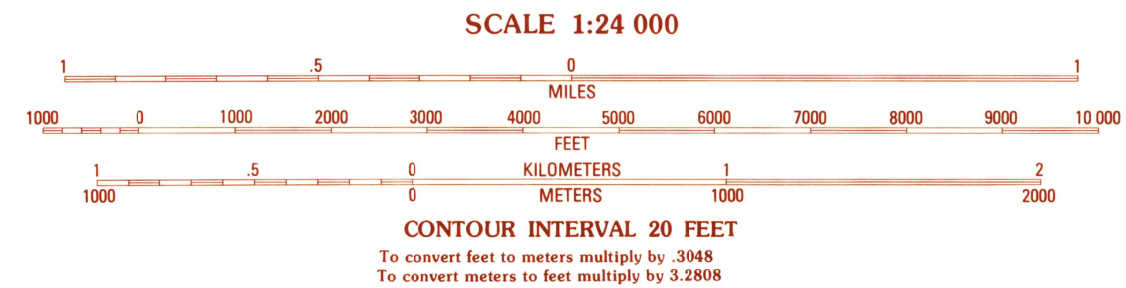 SCALE 1:24 000
1 .5 0 1
MILES
1000 0 1000 2000 3000 4000 5000 6000 7000 8000 9000 10 000
FEET
1 .5 0 KILOMETERS 1 2
1000 0 METERS 1000 2000
CONTOUR INTERVAL 20 FEET
To convert feet to meters multiply by .3048
To convert meters to feet multiply by 3.2808